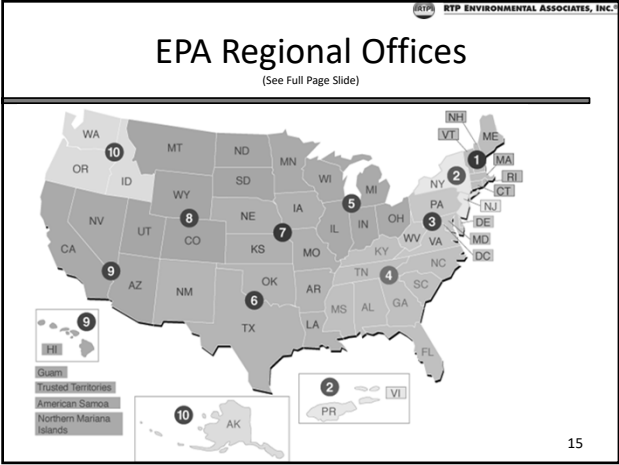 RTP
RTP ENVIRONMENTAL ASSOCIATES, INC.®
EPA Regional Offices
(See Full Page Slide)
NH
VT
ME
WA
MT
ND
MN
10
1
MA
OR
ID
SD
WI
MI
NY
2
RI
CT
WY
5
NJ
PA
8
NE
IA
OH
3
DE
NV
UT
IL
IN
WV
VA
MD
CO
7
KS
MO
KY
DC
CA
NC
9
TN
4
OK
AR
SC
AZ
NM
6
MS
AL
GA
9
TX
LA
HI
FL
Guam
Trusted Territories
American Samoa
Northern Mariana
Islands
10
AK
2
VI
PR
15